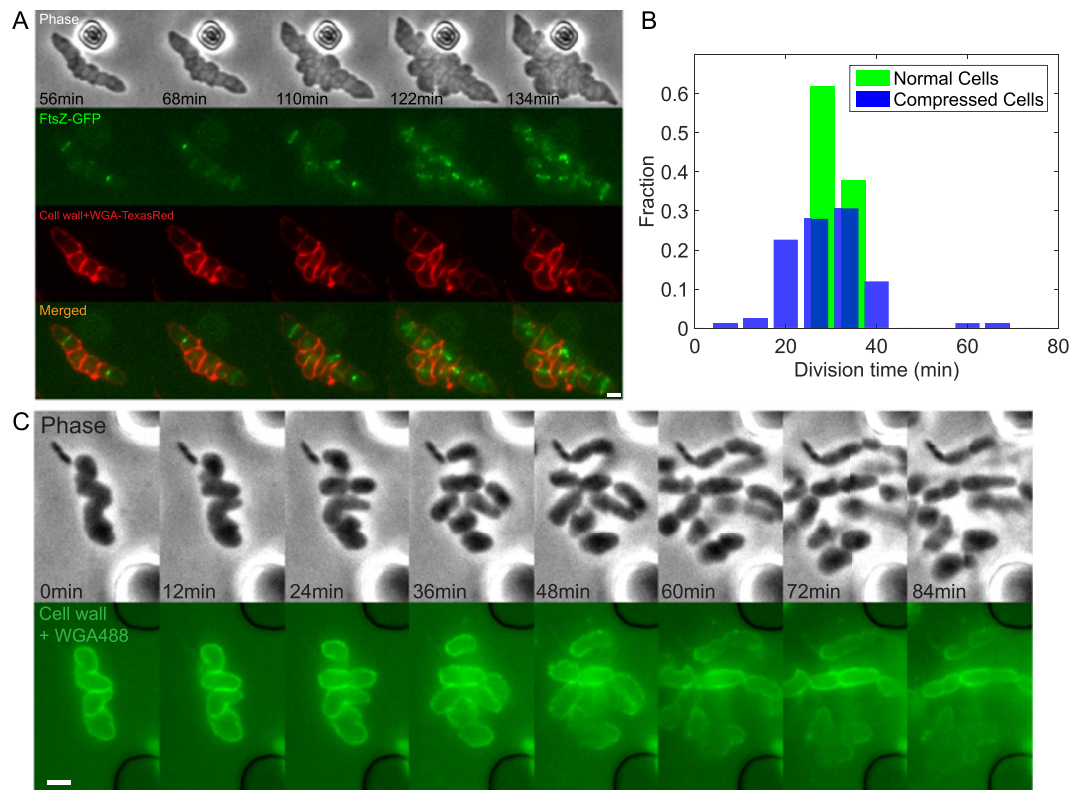 A
Phase
56min
68min
110min
122min
134min
FtsZ-GFP
Cell wall+WGA-TexasRed
Merged
B
Normal Cells
Compressed Cells
Fraction
0
0.1
0.2
0.3
0.4
0.5
0.6
0
20
40
60
80
Division time (min)
C
Phase
0min
12min
24min
36min
48min
60min
72min
84min
Cell wall
+ WGA488